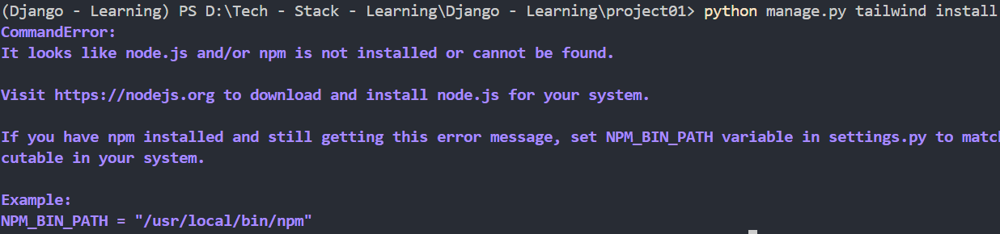 (Django - Learning) PS D:\Tech - Stack - Learning\Django - Learning\project01> python manage.py tailwind install
CommandError:
It looks like node.js and/or npm is not installed or cannot be found.
Visit https://nodejs.org to download and install node.js for your system.
If you have npm installed and still getting this error message, set NPM_BIN_PATH variable in settings.py to match
cutable in your system.
Example:
NPM_BIN_PATH = "/usr/local/bin/npm"